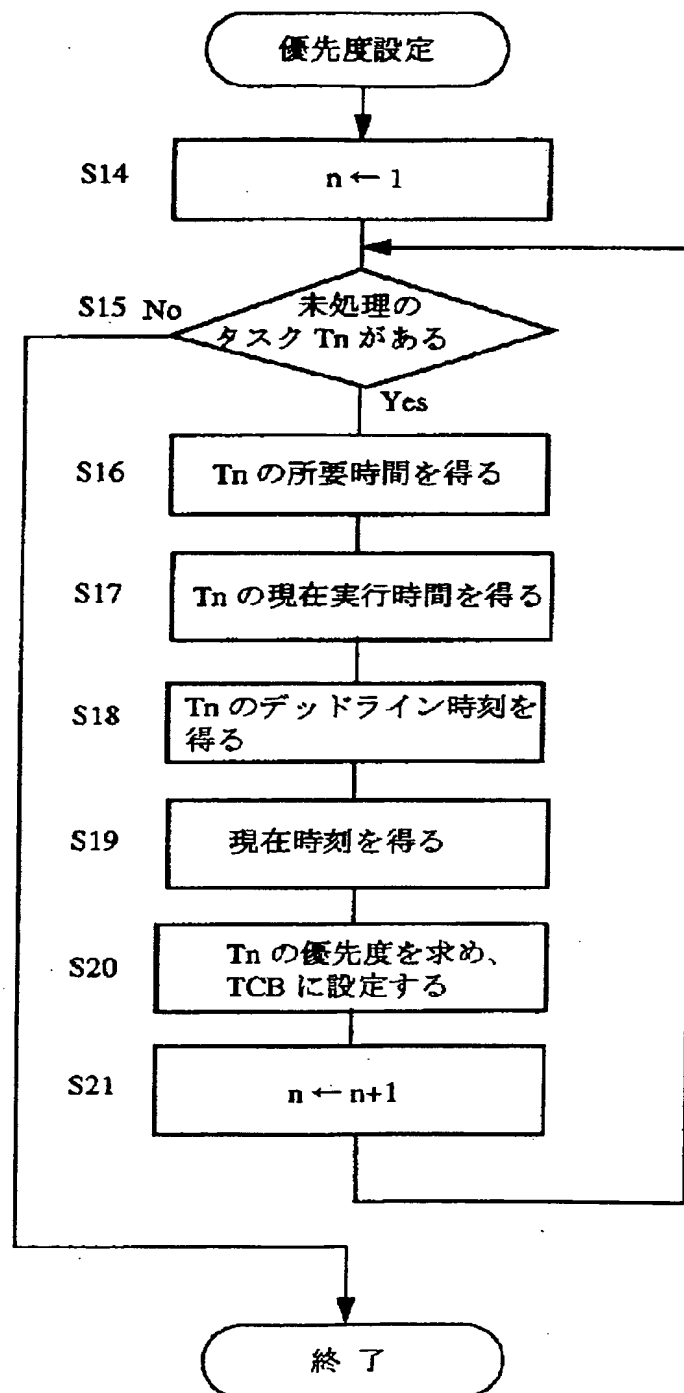 優先度設定
S14
n ← 1
S15 No
未処理の
タスク Tn がある
Yes
S16
Tn の所要時間を得る
S17
Tn の現在実行時間を得る
S18
Tn のデッドライン時刻を
得る
S19
現在時刻を得る
S20
Tn の優先度を求め、
TCB に設定する
S21
n ← n+1
終 了